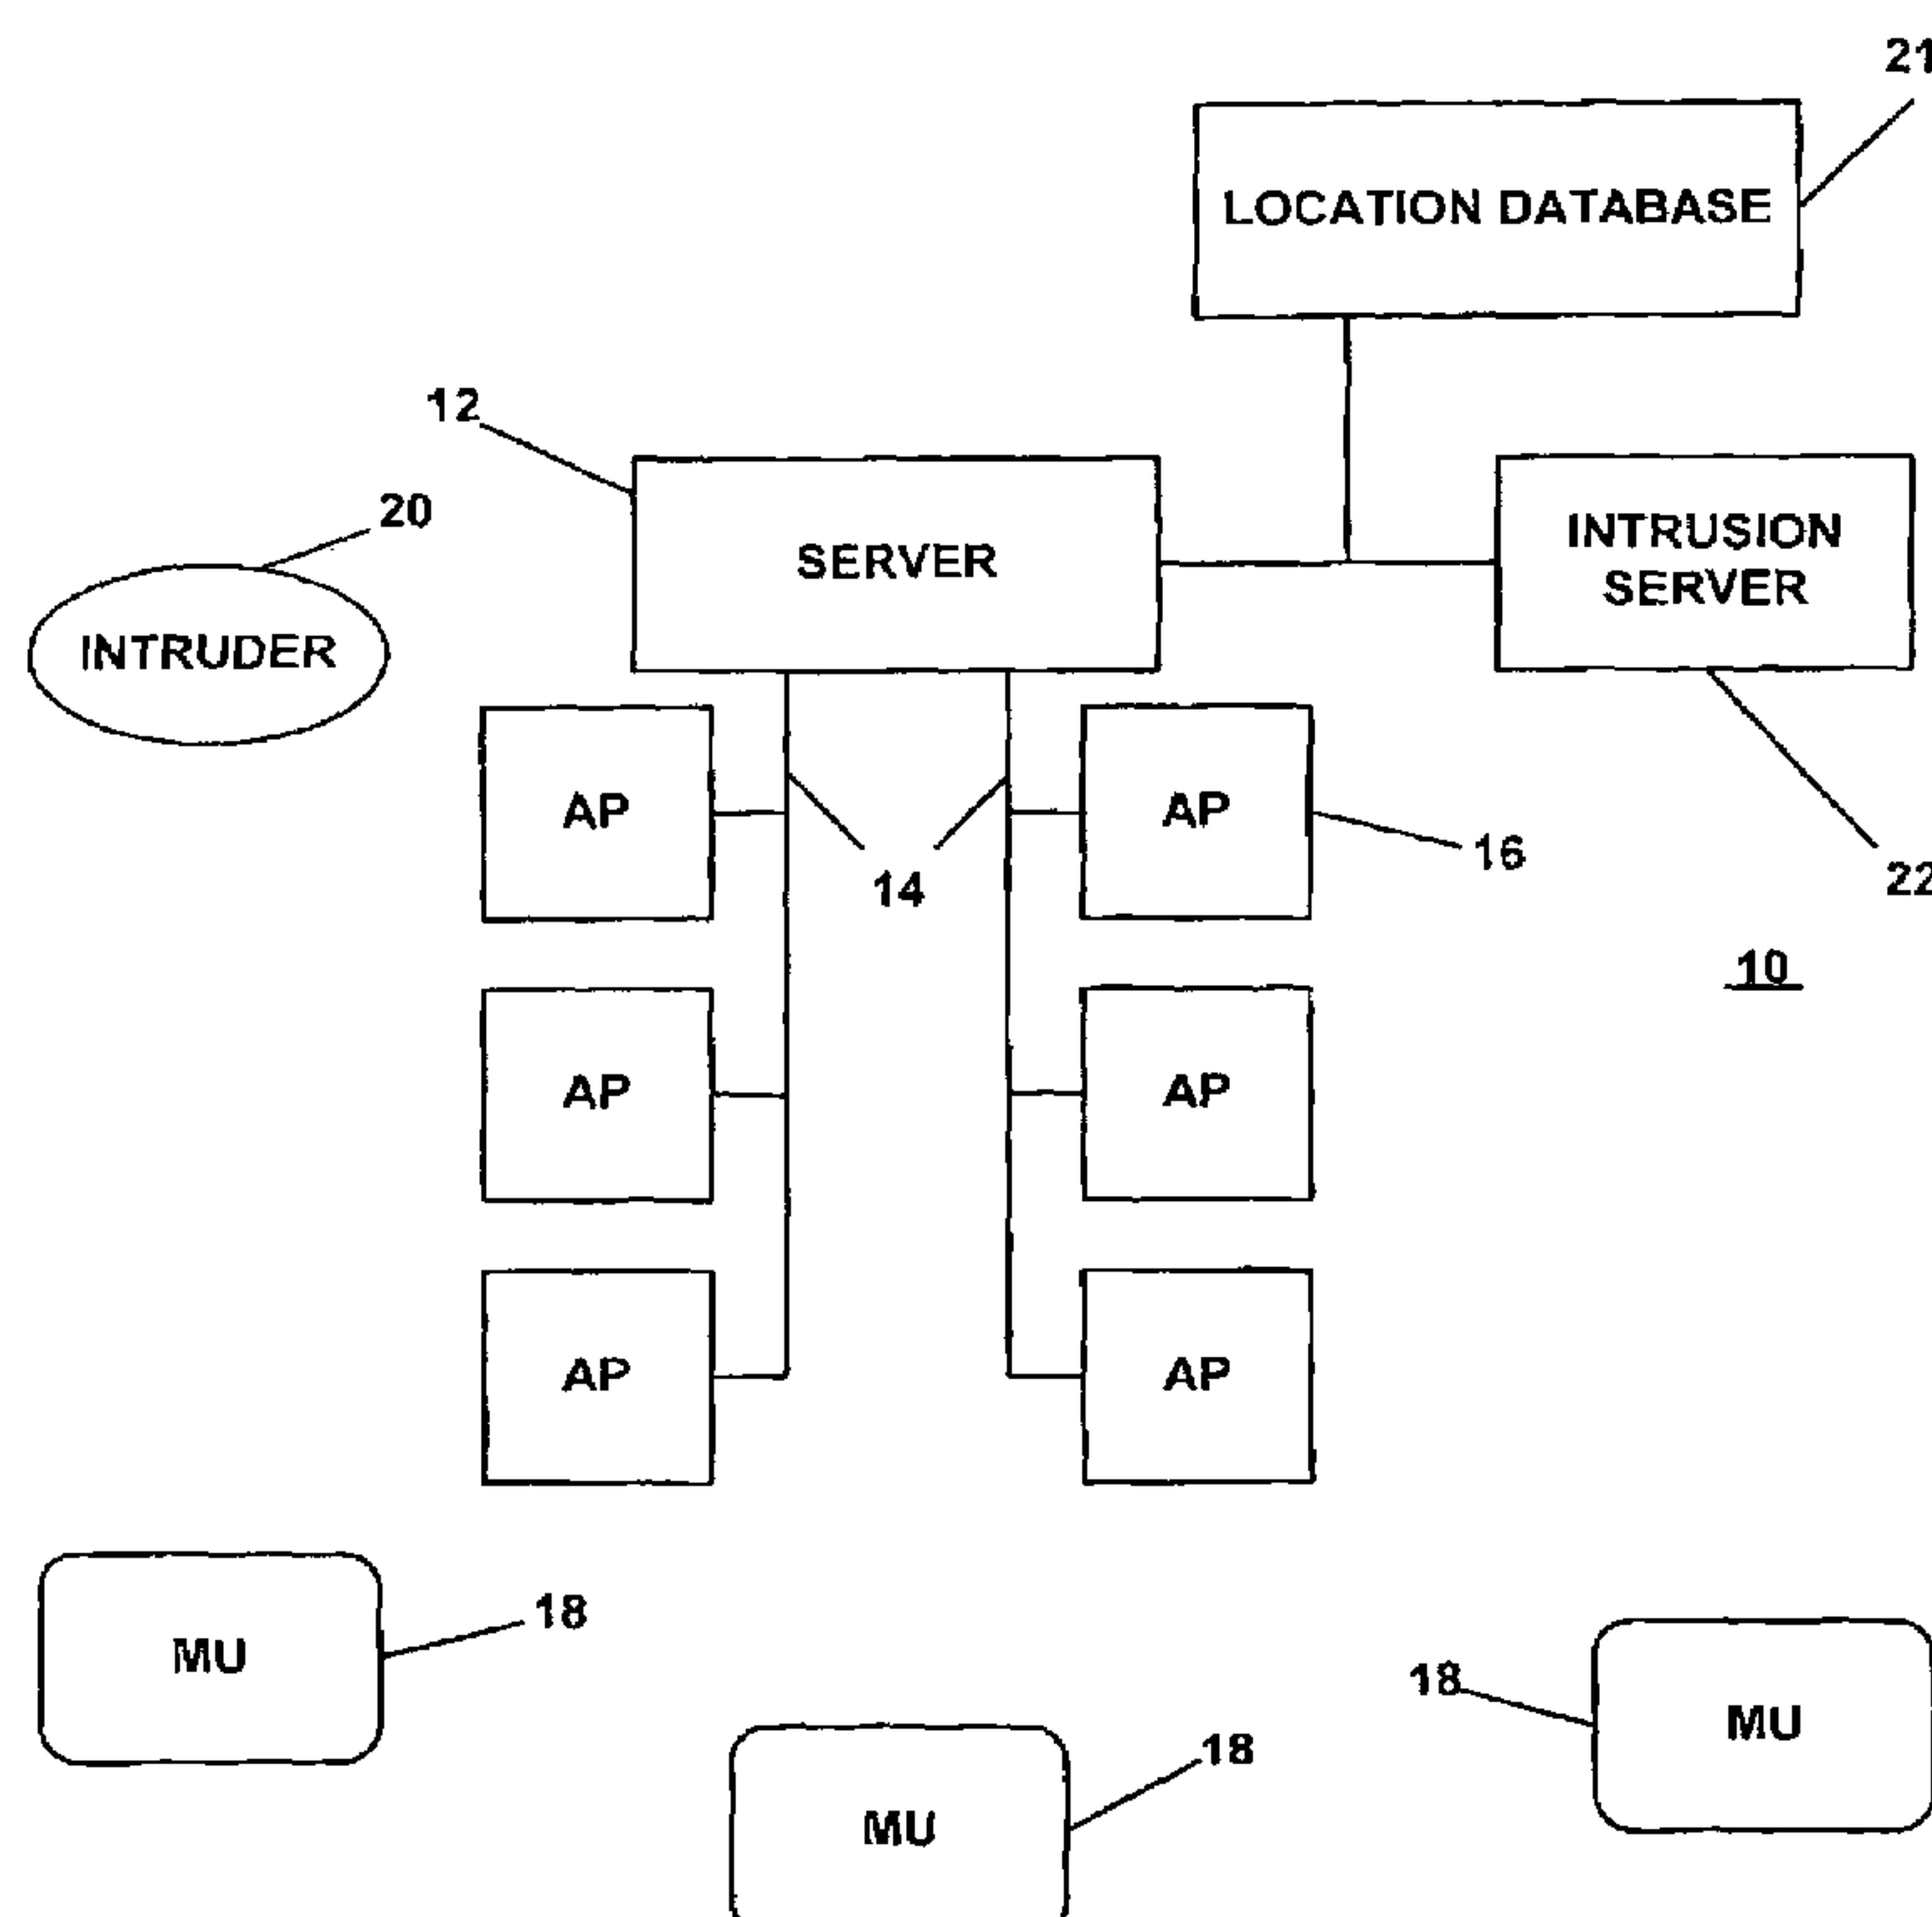 21
LOCATION DATABASE
12
20
SERVER
INTRUSION
SERVER
INTRUDER
AP
AP
16
14
22
10
AP
AP
AP
AP
18
MU
18
MU
18
MU